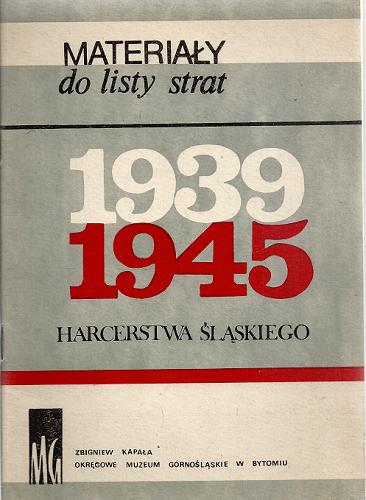 MATERIAŁY
do listy strat
1939
1945
HARCERSTWA ŚLĄSKIEGO
MG
ZBIGNIEW KAPAŁA
OKRĘGOWE MUZEUM GÓRNOŚLĄSKIE W BYTOMIU